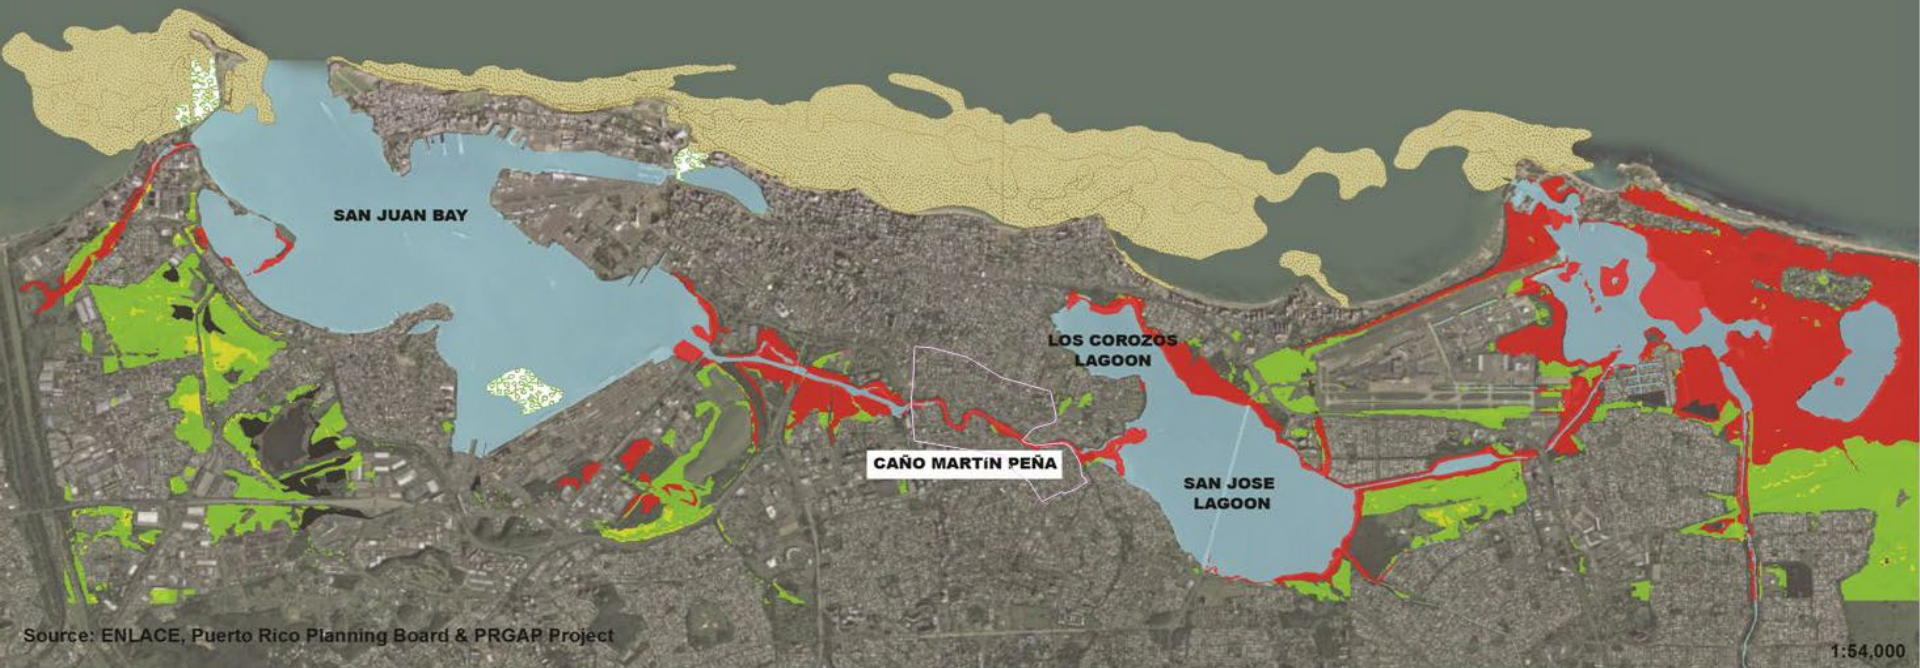 SAN JUAN BAY
LOS COROZOS
LAGOON
CAÑO MARTíN PEÑA
SAN JOSE
LAGOON
Source: ENLACE, Puerto Rico Planning Board & PRGAP Project
1:54,000